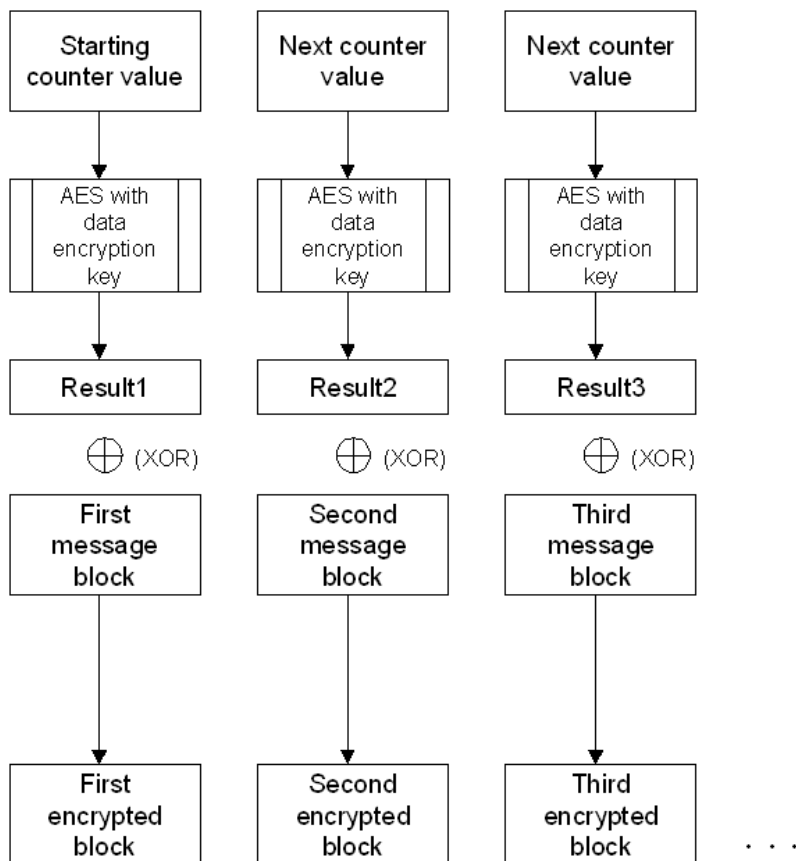 Starting
counter value
Next counter
value
Next counter
value
AES with
data
encryption
key
AES with
data
encryption
key
AES with
data
encryption
key
Result1
Result2
Result3
(XOR)
(XOR)
(XOR)
First
message
block
Second
message
block
Third
message
block
First
encrypted
block
Second
encrypted
block
Third
encrypted
block
. . .